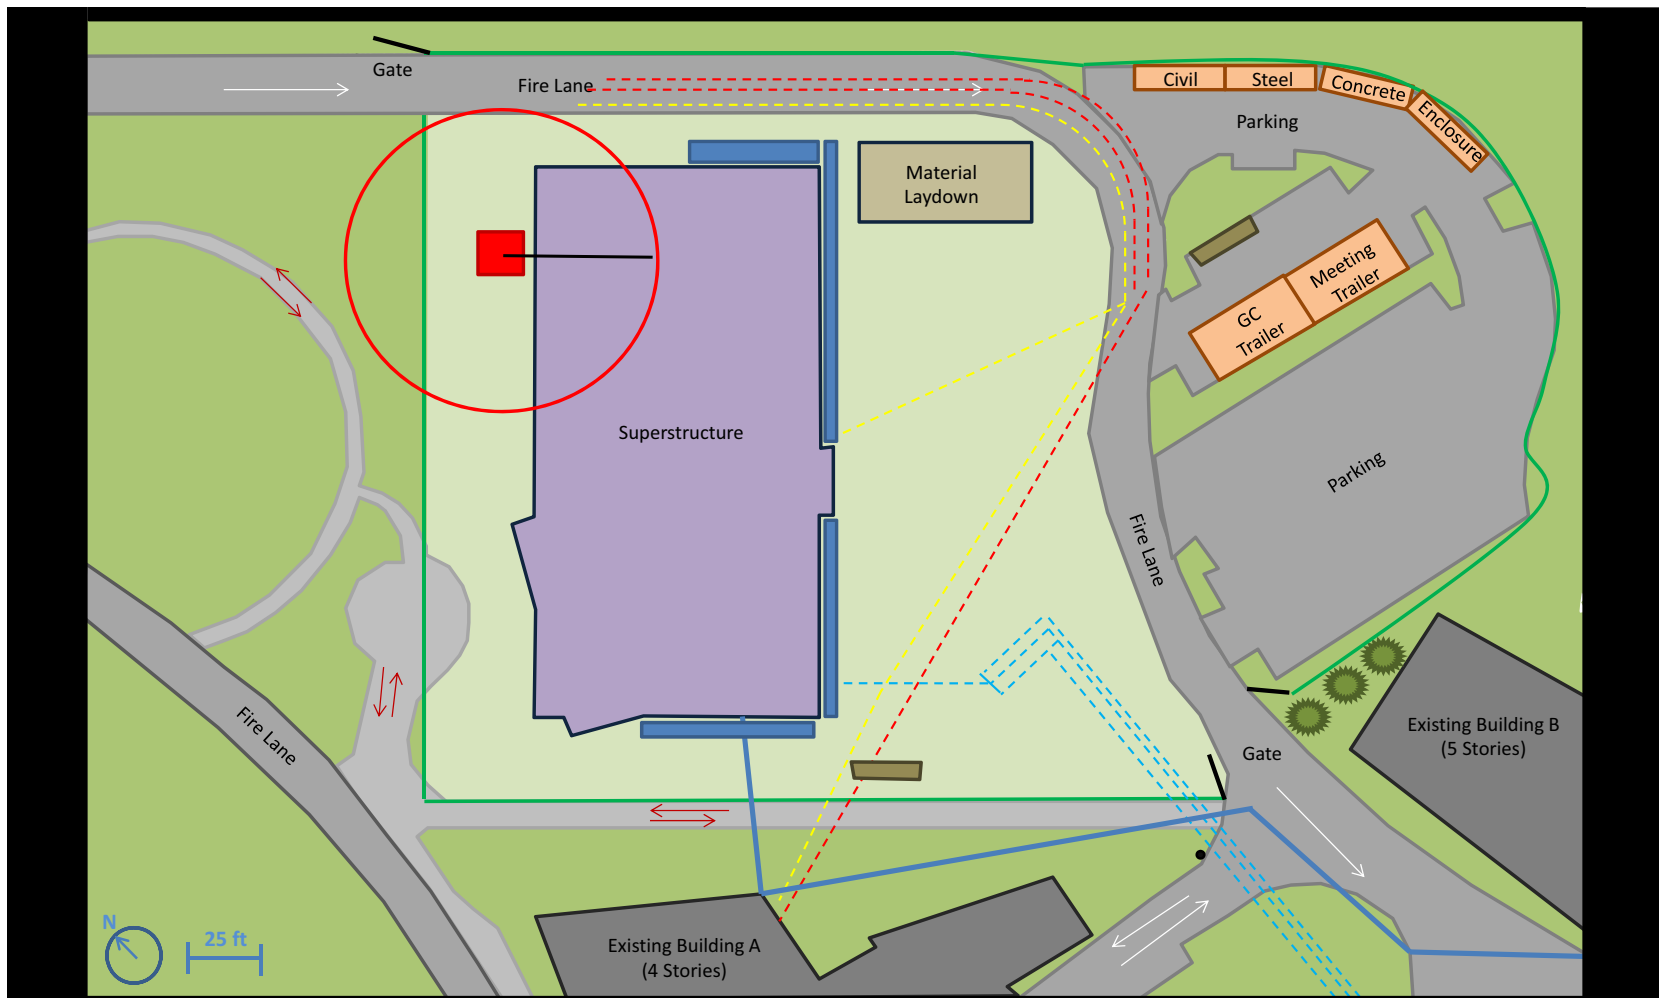 Gate
Fire Lane
Civil
Steel
Concrete
Enclosure
Parking
Material
Laydown
Meeting
Trailer
GC
Trailer
Superstructure
Parking
Fire Lane
Fire Lane
Gate
Existing Building B
(5 Stories)
N
25 ft
Existing Building A
(4 Stories)